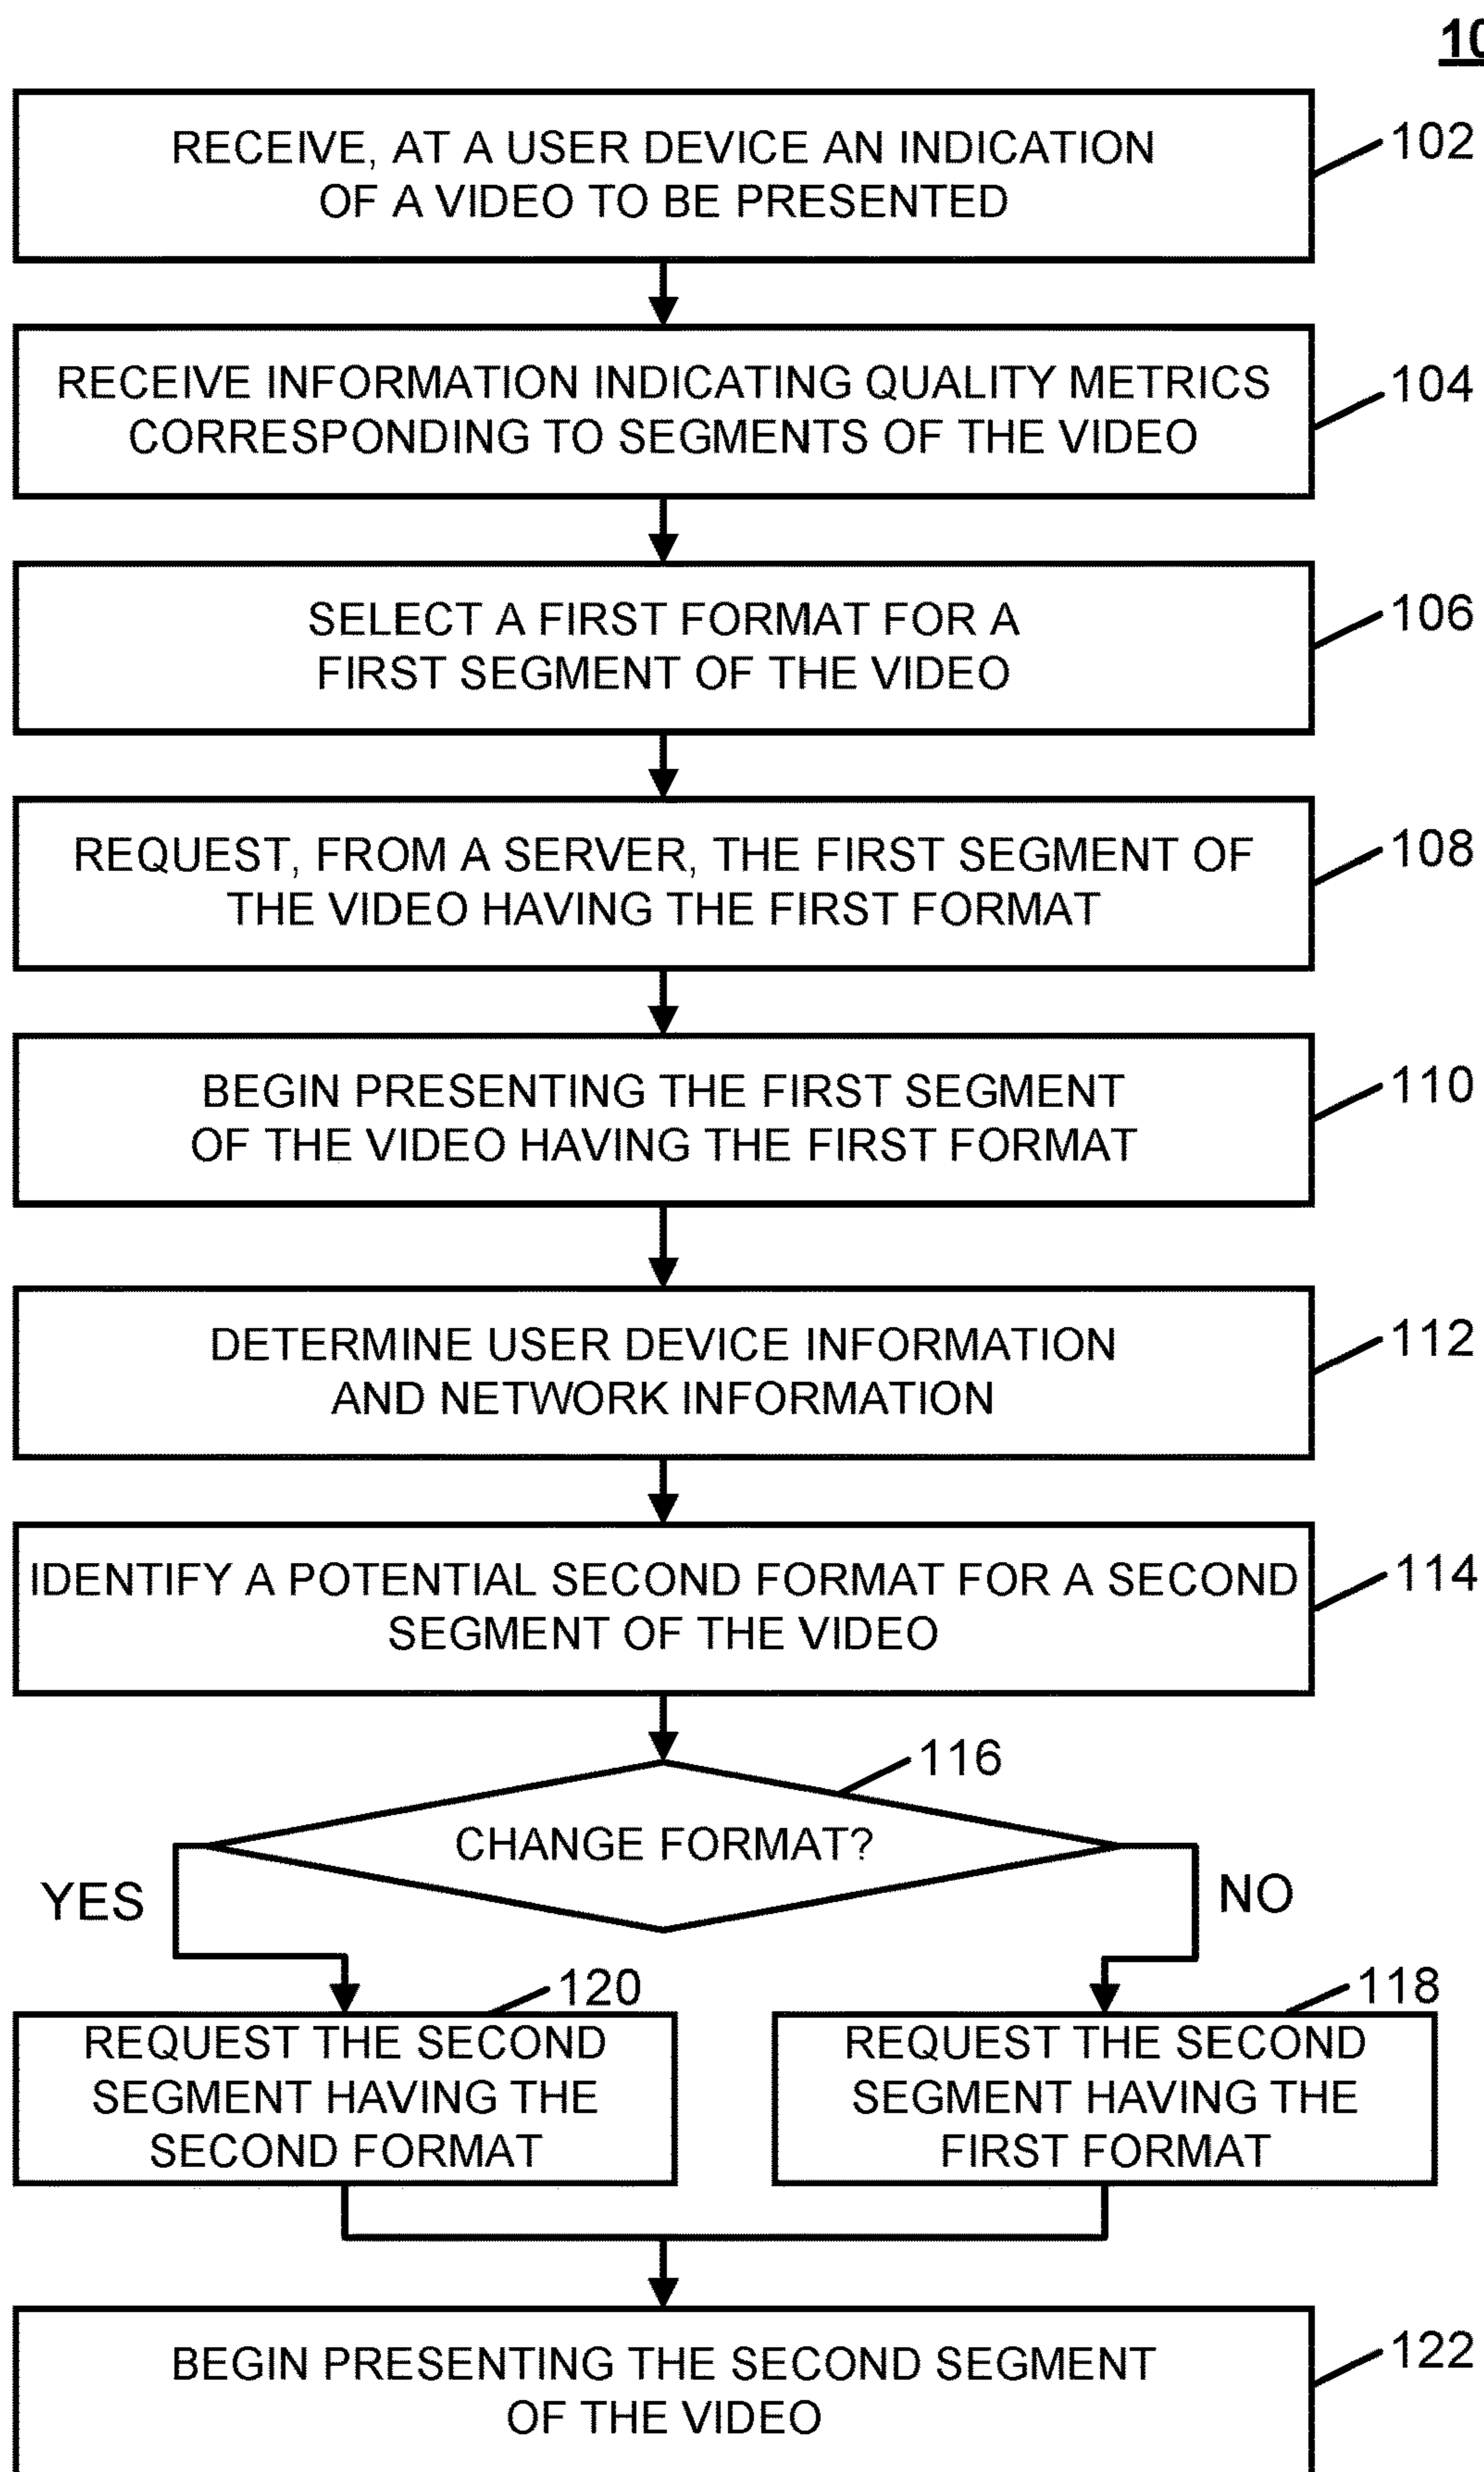 10
RECEIVE, AT A USER DEVICE AN INDICATION
OF A VIDEO TO BE PRESENTED
102
RECEIVE INFORMATION INDICATING QUALITY METRICS
CORRESPONDING TO SEGMENTS OF THE VIDEO
104
SELECT A FIRST FORMAT FOR A
FIRST SEGMENT OF THE VIDEO
106
REQUEST, FROM A SERVER, THE FIRST SEGMENT OF
THE VIDEO HAVING THE FIRST FORMAT
108
BEGIN PRESENTING THE FIRST SEGMENT
OF THE VIDEO HAVING THE FIRST FORMAT
110
DETERMINE USER DEVICE INFORMATION
AND NETWORK INFORMATION
112
IDENTIFY A POTENTIAL SECOND FORMAT FOR A SECOND
SEGMENT OF THE VIDEO
114
116
CHANGE FORMAT?
YES
NO
120
REQUEST THE SECOND
SEGMENT HAVING THE
SECOND FORMAT
118
REQUEST THE SECOND
SEGMENT HAVING THE
FIRST FORMAT
BEGIN PRESENTING THE SECOND SEGMENT
OF THE VIDEO
122